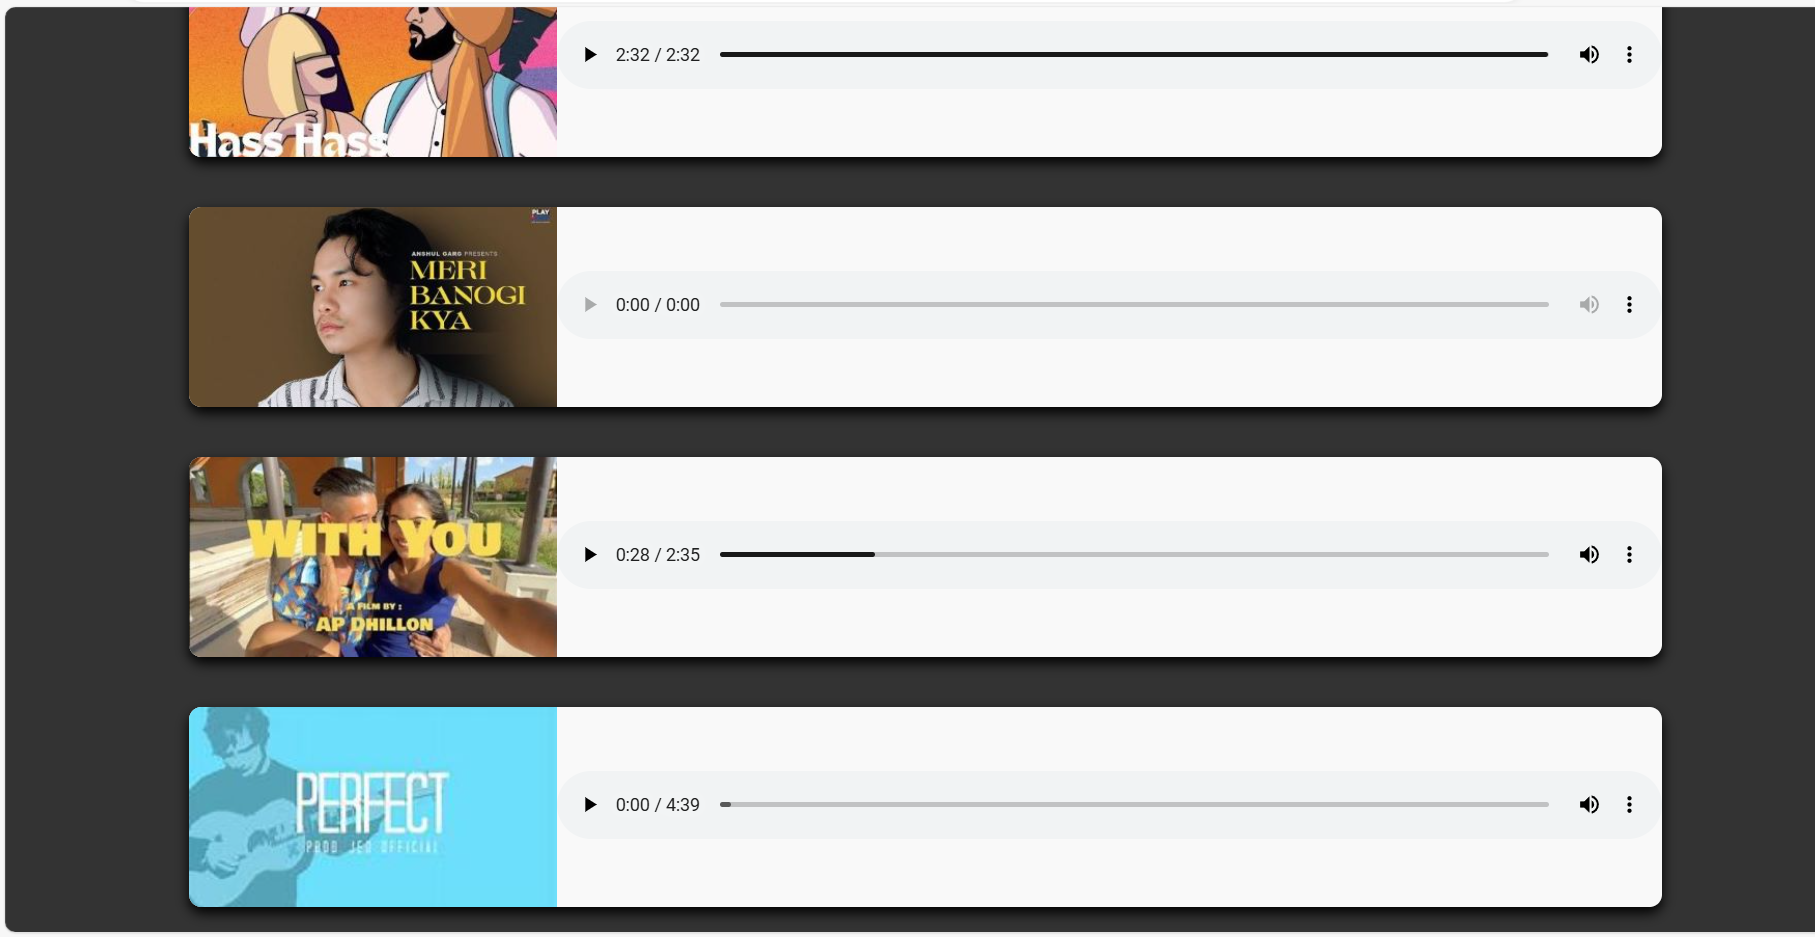 Hass Hass
2:32 / 2:32
PLAY
ANSHUL GARG PRESENTS
MERI
BANOGI
KYA
0:00 / 0:00
WITH YOU
A FILM BY :
AP DHILLON
0:28 / 2:35
PERFECT
PROD JEO OFFICIAL
0:00 / 4:39